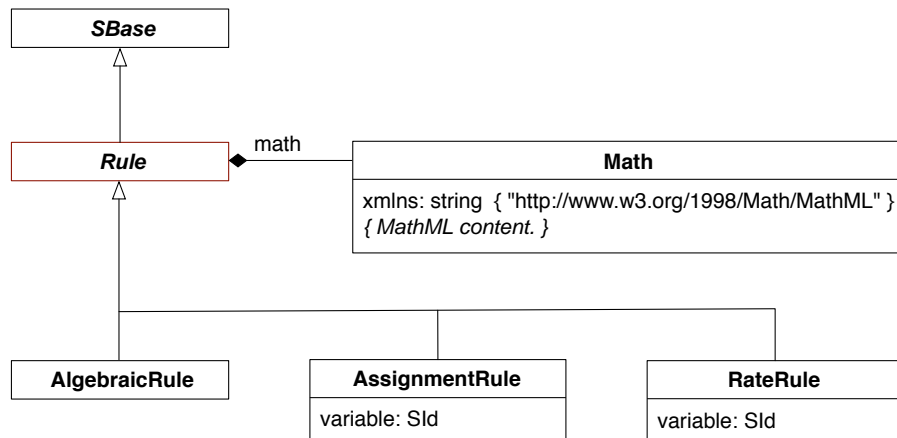 SBase
Rule
math
Math
xmlns: string { "http://www.w3.org/1998/Math/MathML" }
{ MathML content. }
AlgebraicRule
AssignmentRule
variable: SId
RateRule
variable: SId